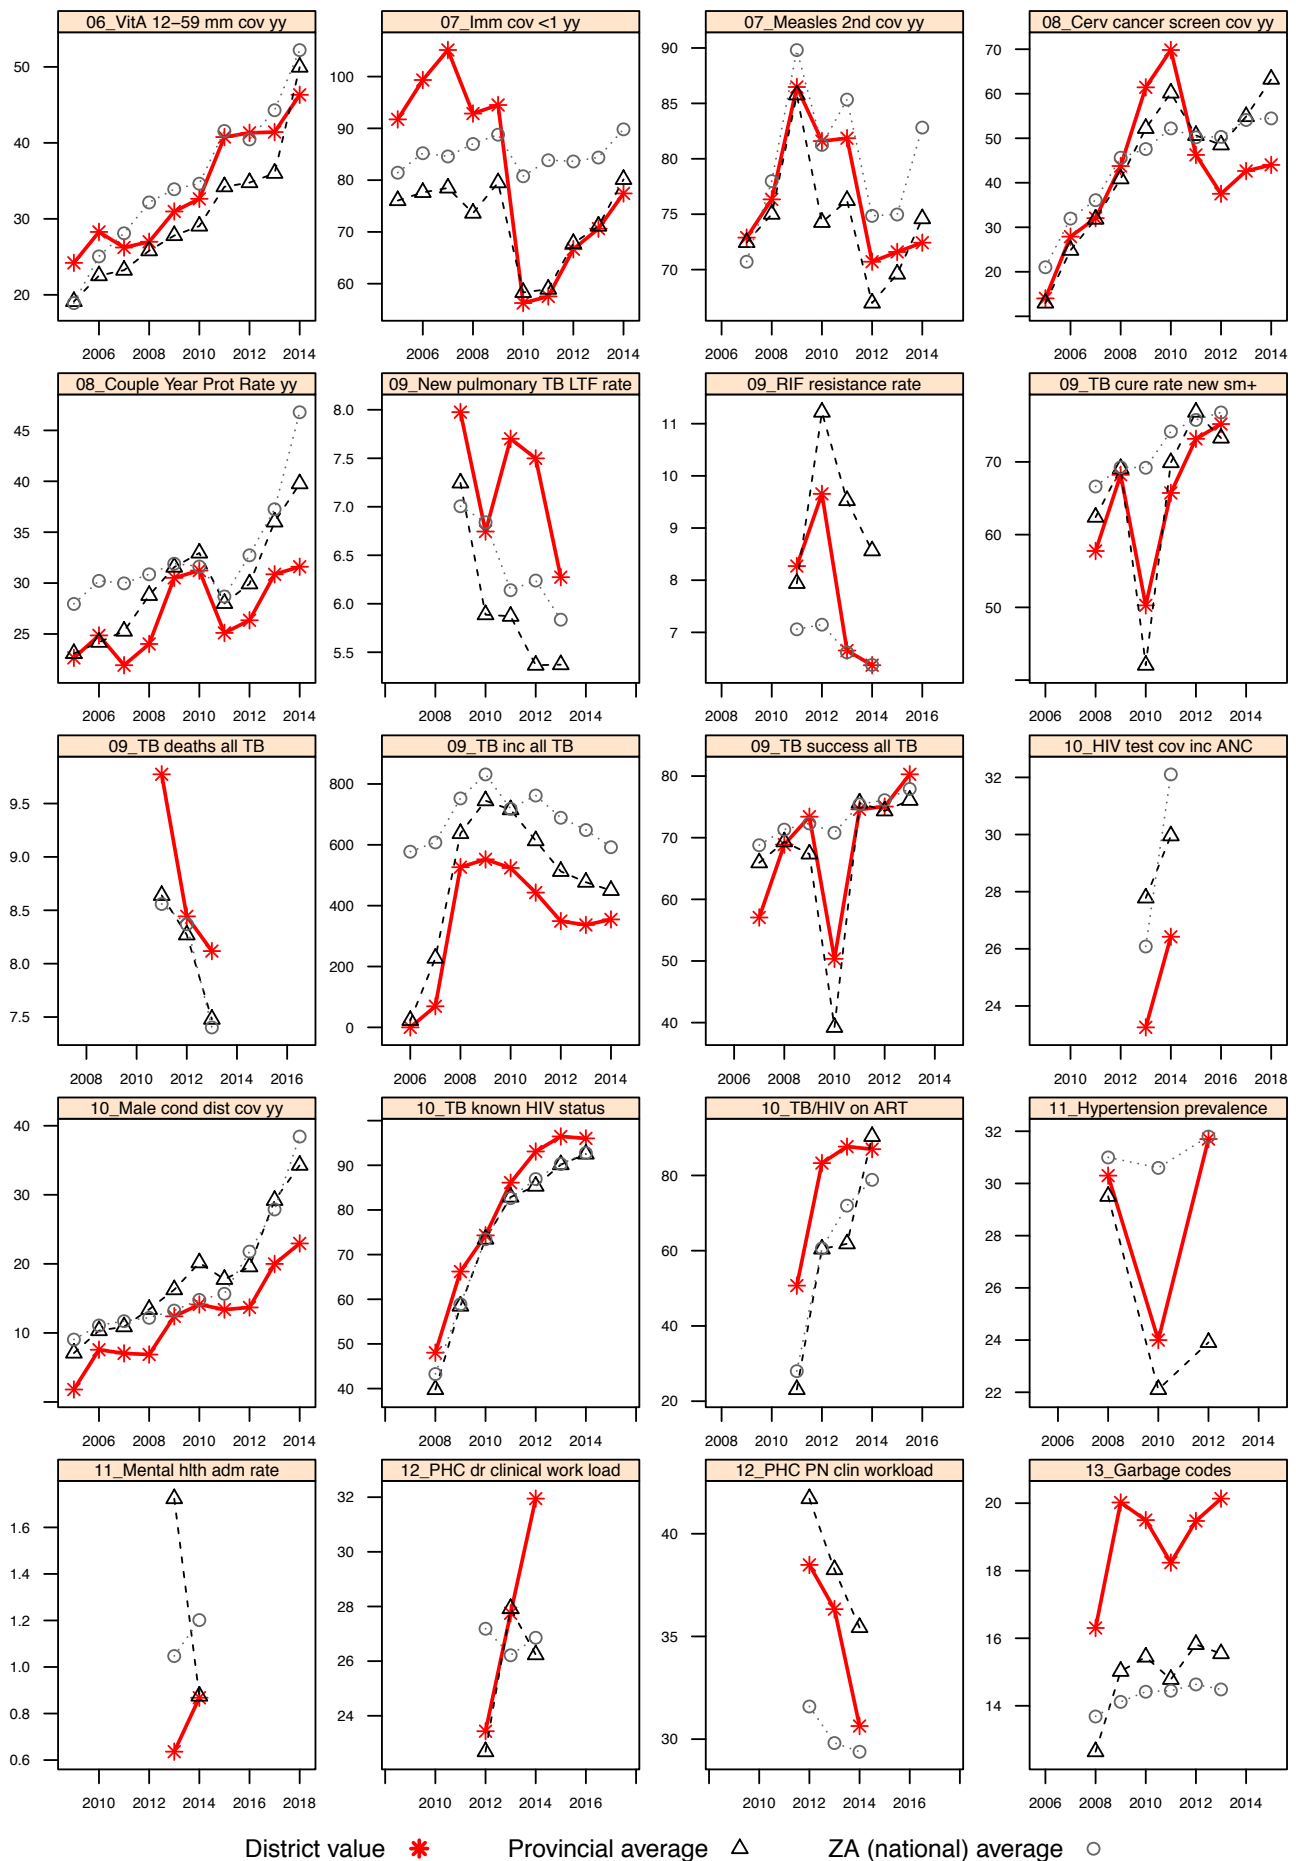 06_VitA 12−59 mm cov yy
50
40
30
20
2006 2008 2010 2012 2014
07_Imm cov <1 yy
100
90
80
70
60
2006 2008 2010 2012 2014
07_Measles 2nd cov yy
90
85
80
75
70
2006 2008 2010 2012 2014
08_Cerv cancer screen cov yy
70
60
50
40
30
20
2006 2008 2010 2012 2014
08_Couple Year Prot Rate yy
45
40
35
30
25
2006 2008 2010 2012 2014
09_New pulmonary TB LTF rate
8.0
7.5
7.0
6.5
6.0
5.5
2008 2010 2012 2014
09_RIF resistance rate
11
10
9
8
7
2008 2010 2012 2014 2016
09_TB cure rate new sm+
70
60
50
2006 2008 2010 2012 2014
09_TB deaths all TB
9.5
9.0
8.5
8.0
7.5
2008 2010 2012 2014 2016
09_TB inc all TB
800
600
400
200
0
2006 2008 2010 2012 2014
09_TB success all TB
80
70
60
50
40
2006 2008 2010 2012 2014
10_HIV test cov inc ANC
32
30
28
26
24
2010 2012 2014 2016 2018
10_Male cond dist cov yy
40
30
20
10
2006 2008 2010 2012 2014
10_TB known HIV status
90
80
70
60
50
40
2008 2010 2012 2014
10_TB/HIV on ART
80
60
40
20
2008 2010 2012 2014 2016
11_Hypertension prevalence
32
30
28
26
24
22
2006 2008 2010 2012 2014
11_Mental hlth adm rate
1.6
1.4
1.2
1.0
0.8
0.6
2010 2012 2014 2016 2018
12_PHC dr clinical work load
32
30
28
26
24
2010 2012 2014 2016
12_PHC PN clin workload
40
35
30
2010 2012 2014 2016
13_Garbage codes
20
18
16
14
2006 2008 2010 2012 2014
District value Provincial average ZA (national) average